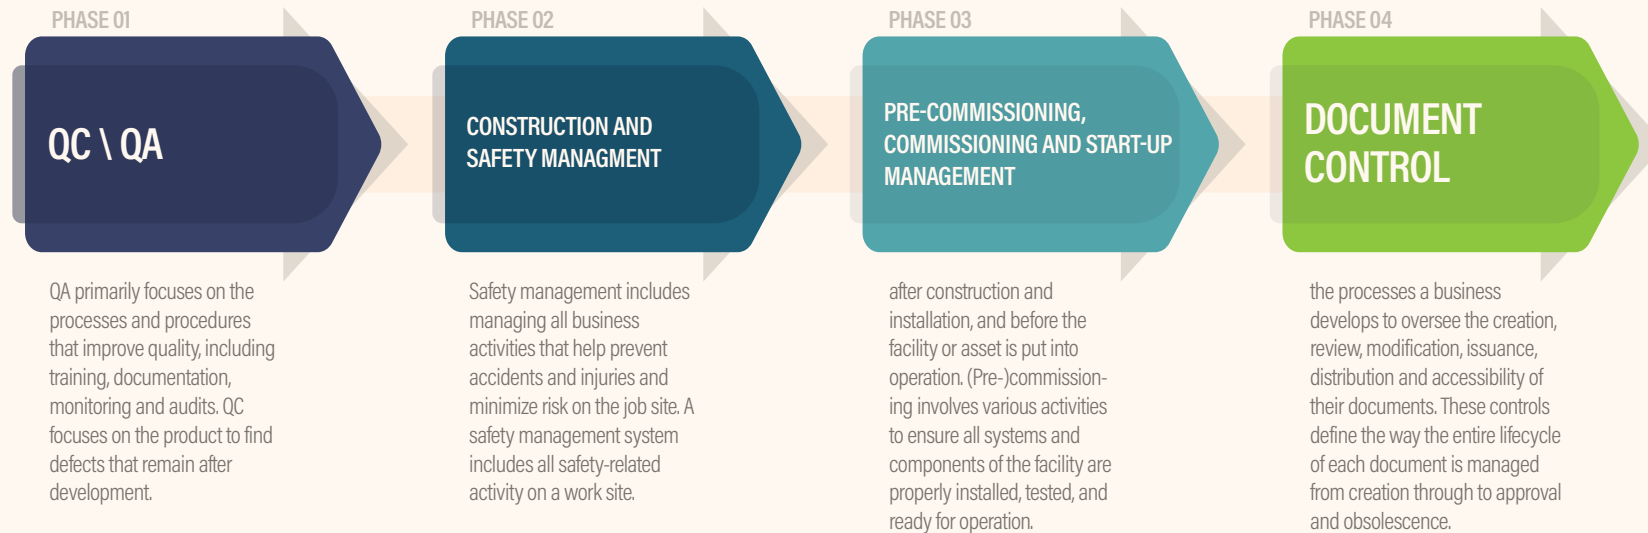 PHASE 01
QC \ QA
QA primarily focuses on the
processes and procedures
that improve quality, including
training, documentation,
monitoring and audits. QC
focuses on the product to find
defects that remain after
development.
PHASE 02
CONSTRUCTION AND
SAFETY MANAGMENT
Safety management includes
managing all business
activities that help prevent
accidents and injuries and
minimize risk on the job site. A
safety management system
includes all safety-related
activity on a work site.
PHASE 03
PRE-COMMISSIONING,
COMMISSIONING AND START-UP
MANAGEMENT
after construction and
installation, and before the
facility or asset is put into
operation. (Pre-)commission-
ing involves various activities
to ensure all systems and
components of the facility are
properly installed, tested, and
ready for operation.
PHASE 04
DOCUMENT
CONTROL
the processes a business
develops to oversee the creation,
review, modification, issuance,
distribution and accessibility of
their documents. These controls
define the way the entire lifecycle
of each document is managed
from creation through to approval
and obsolescence.